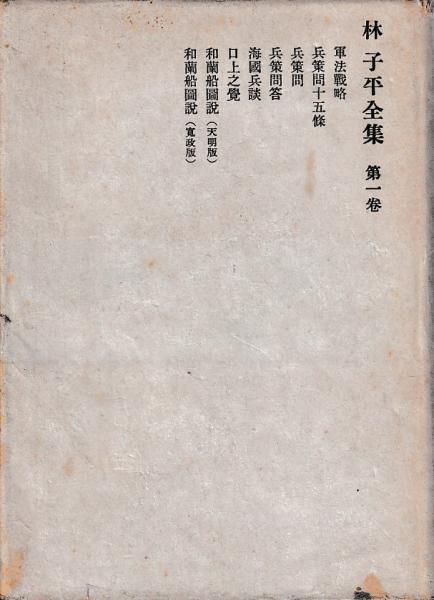 林子平全集 第一卷
軍法戰略
兵策問十五條
兵策問
兵策問答
海國兵談
口上之覺
和蘭船圖說（天明版）
和蘭船圖說（寬政版）